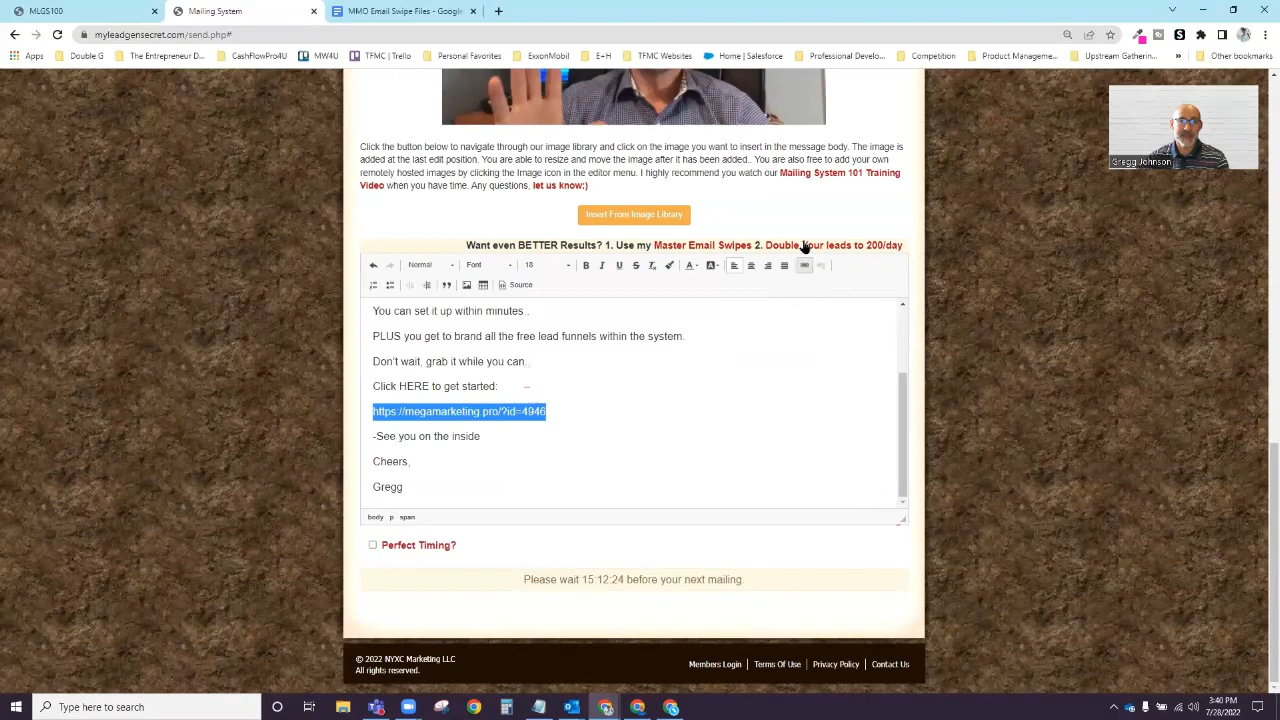 MLGS100
Mailing System
MMO Email Swipe Files - Google
myleadgensecret.com/send.php#
Apps
Double G
CashFlowPro4U
MW4U
TFMC | Trello
Personal Favorites
ExxonMobil
E+H
TFMC Websites
Home | Salesforce
Professional Develo...
Competition
Product Manageme...
Upstream Gatherin...
Other bookmarks
Gregg Johnson
Click the button below to navigate through our image library and click on the image you want to insert in the message body. The image is
added at the last edit position. You are able to resize and move the image after it has been added.. You are also free to add your own
remotely hosted images by clicking the Image icon in the editor menu. I highly recommend you watch our Mailing System 101 Training
Video when you have time. Any questions, let us know:)
Insert From Image Library
Want even BETTER Results? 1. Use my Master Email Swipes 2. Double your leads to 200/day
Normal
Font
18
Source
You can set it up within minutes..
PLUS you get to brand all the free lead funnels within the system.
Don't wait, grab it while you can..
Click HERE to get started:
https://megamarketing.pro/?id=4946
-See you on the inside
Cheers,
Gregg
body p span
Perfect Timing?
Please wait 15:12:24 before your next mailing.
© 2022 NYXC Marketing LLC
All rights reserved.
Members Login
Terms Of Use
Privacy Policy
Contact Us
Type here to search
3:40 PM
7/28/2022